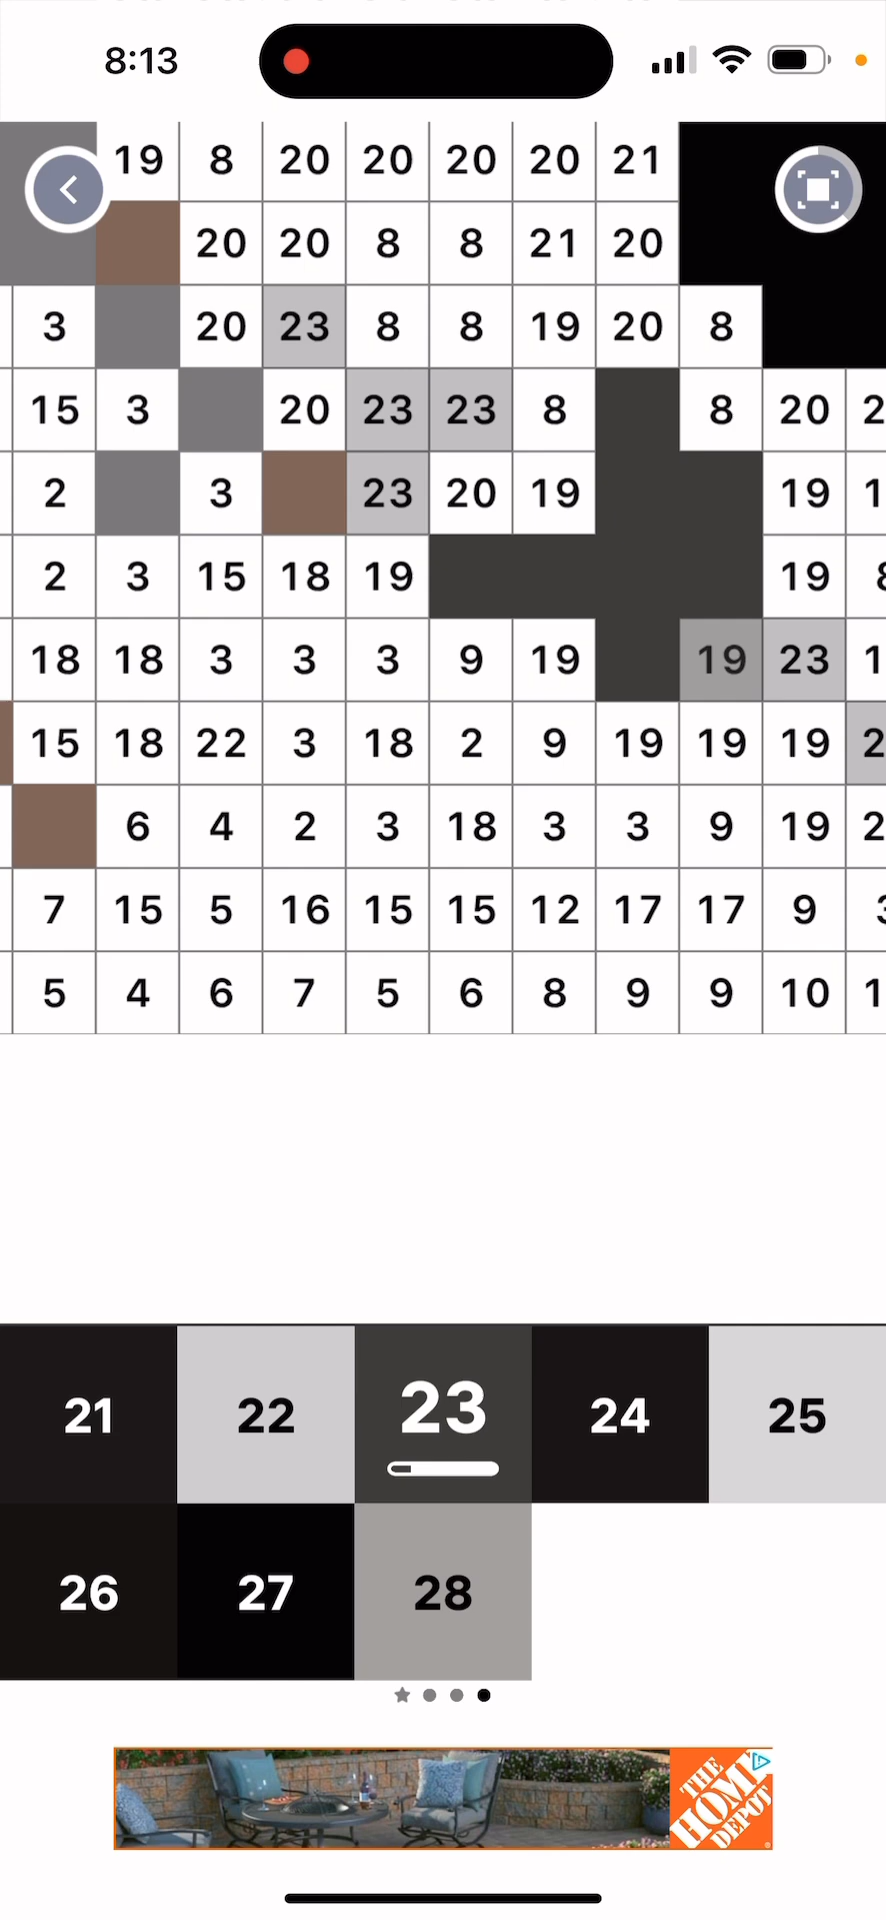 8:13
19 8 20 20 20 20 21
20 20 8 8 21 20
3 20 23 8 8 19 20 8
15 3 20 23 23 8 8 20
2 3 23 20 19 19
2 3 15 18 19 19
18 18 3 3 3 9 19 19 23
15 18 22 3 18 2 9 19 19 19
6 4 2 3 18 3 3 9 19
7 15 5 16 15 15 12 17 17 9
5 4 6 7 5 6 8 9 9 10
21 22 23 24 25
26 27 28
THE
HOME
DEPOT